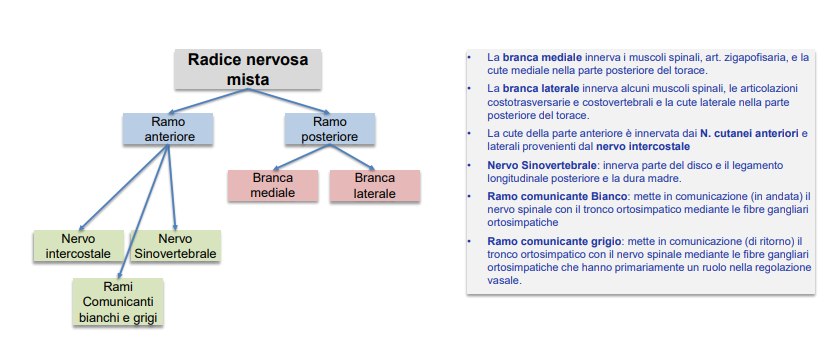 Radice nervosa
mista
Ramo
anteriore
Ramo
posteriore
Branca
mediale
Branca
laterale
Nervo
intercostale
Nervo
Sinovertebrale
Rami
Comunicanti
bianchi e grigi
• La branca mediale innerva i muscoli spinali, art. zigapofisaria, e la
cute mediale nella parte posteriore del torace.
• La branca laterale innerva alcuni muscoli spinali, le articolazioni
costotrasversarie e costovertebrali e la cute laterale nella parte
posteriore del torace.
• La cute della parte anteriore è innervata dai N. cutanei anteriori e
laterali provenienti dal nervo intercostale
• Nervo Sinovertebrale: innerva parte del disco e il legamento
longitudinale posteriore e la dura madre.
• Ramo comunicante Bianco: mette in comunicazione (in andata) il
nervo spinale con il tronco ortosimpatico mediante le fibre gangliari
ortosimpatiche
• Ramo comunicante grigio: mette in comunicazione (di ritorno) il
tronco ortosimpatico con il nervo spinale mediante le fibre gangliari
ortosimpatiche che hanno primariamente un ruolo nella regolazione
vasale.